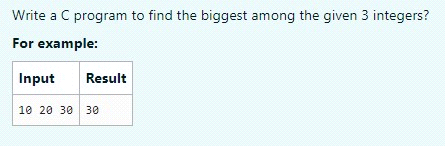 Write a C program to find the biggest among the given 3 integers?
For example:
Input Result
10 20 30 30